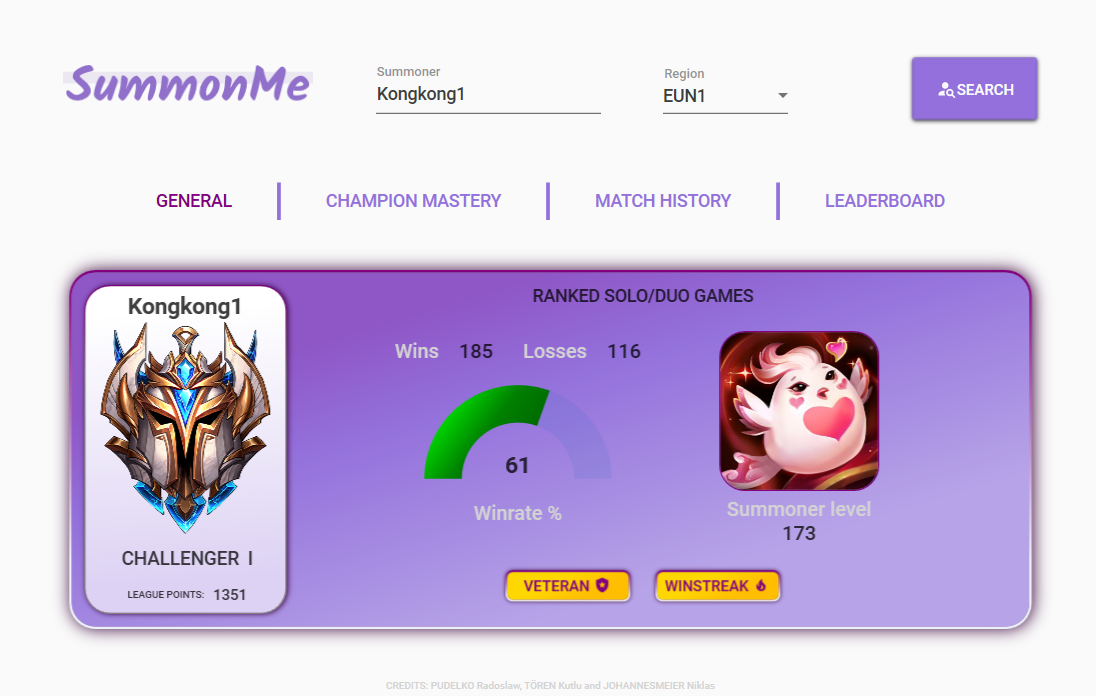 SummonMe
Summoner
Kongkong1
Region
EUN1
SEARCH
GENERAL
CHAMPION MASTERY
MATCH HISTORY
LEADERBOARD
Kongkong1
CHALLENGER I
LEAGUE POINTS: 1351
RANKED SOLO/DUO GAMES
Wins 185 Losses 116
61
Winrate %
Summoner level
173
VETERAN
WINSTREAK
CREDITS: PUDELKO Radoslaw, TÖREN Kutlu and JOHANNESMEIER Niklas